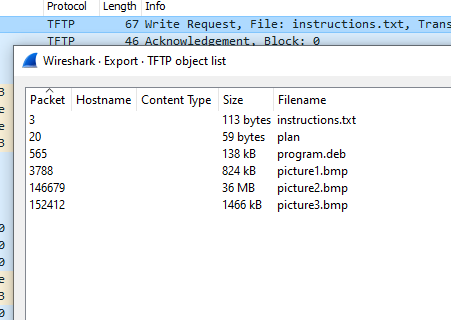 Protocol Length Info
TFTP 67 Write Request, File: instructions.txt, Trans
TFTP 46 Acknowledgement, Block: 0
Wireshark · Export · TFTP object list
Packet Hostname Content Type Size Filename
3 113 bytes instructions.txt
20 59 bytes plan
565 138 kB program.deb
3788 824 kB picture1.bmp
146679 36 MB picture2.bmp
152412 1466 kB picture3.bmp